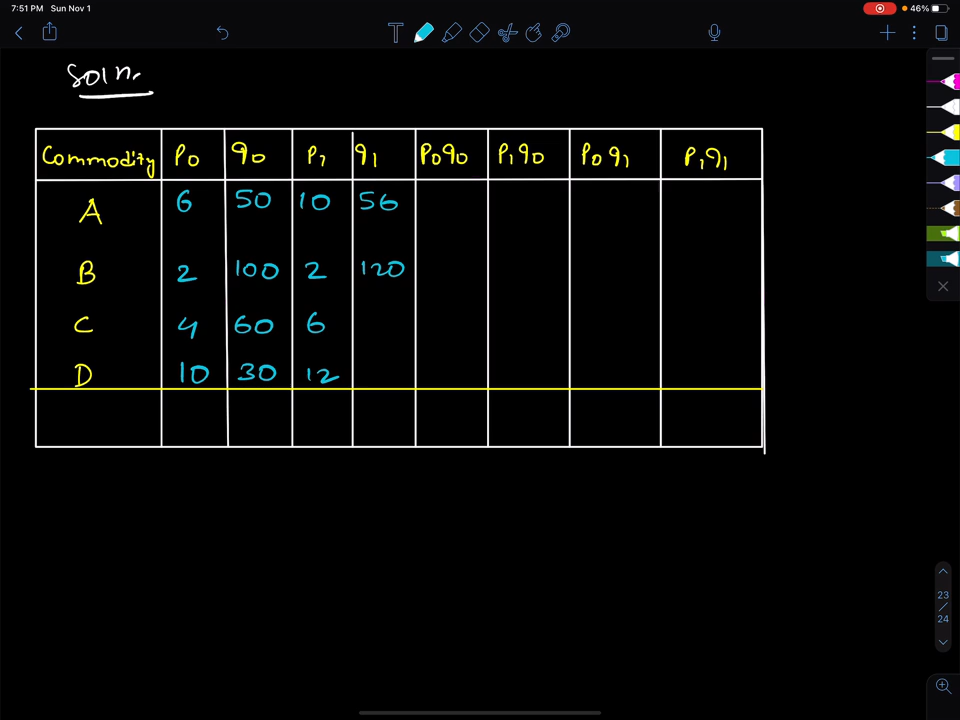 7:51 PM Sun Nov 1
46%
T
Soln.
Commodity P0 q0 P1 q1 P0q0 P1q0 P0q1 P1q1
A 6 50 10 56
B 2 100 2 120
C 4 60 6
D 10 30 12
23
/
24